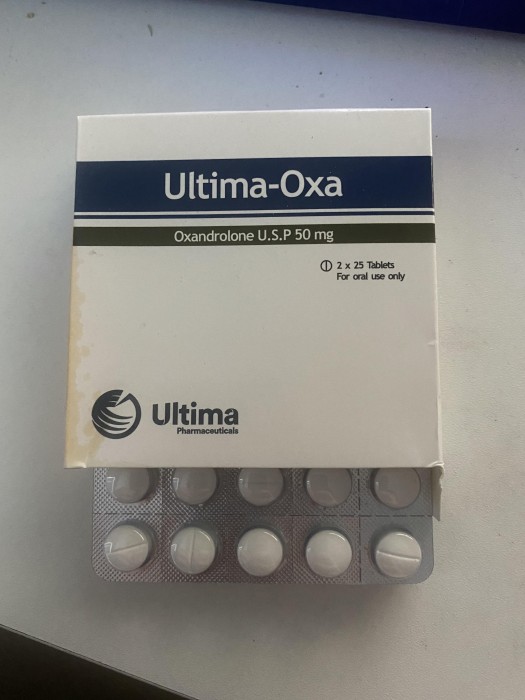 Ultima-Oxa
Oxandrolone U.S.P 50 mg
2 x 25 Tablets
For oral use only
Ultima
Pharmaceuticals